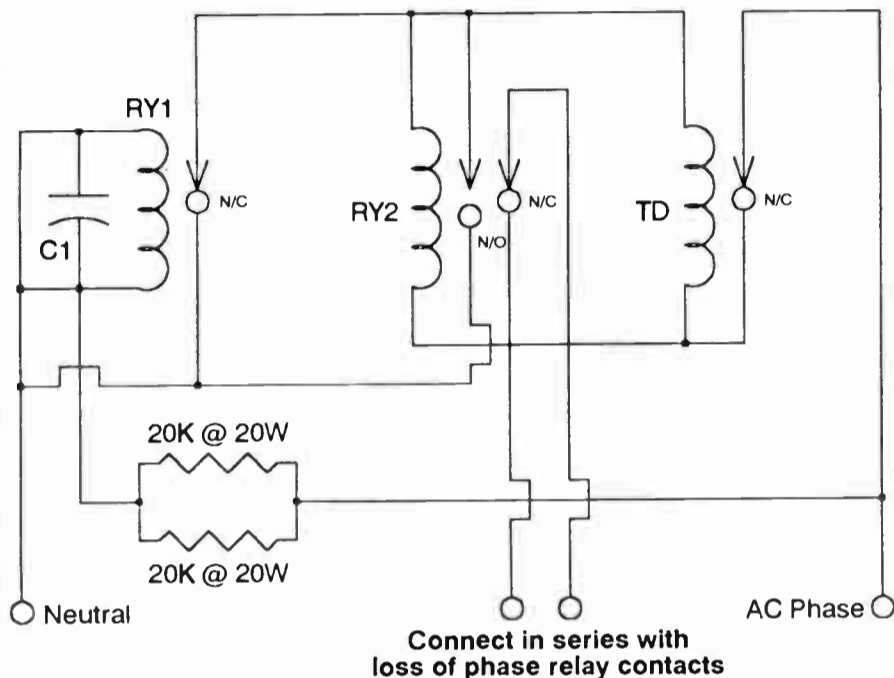 RY1
C1
N/C
RY2
N/O
N/C
TD
N/C
20K @ 20W
20K @ 20W
Neutral
AC Phase
Connect in series with
loss of phase relay contacts